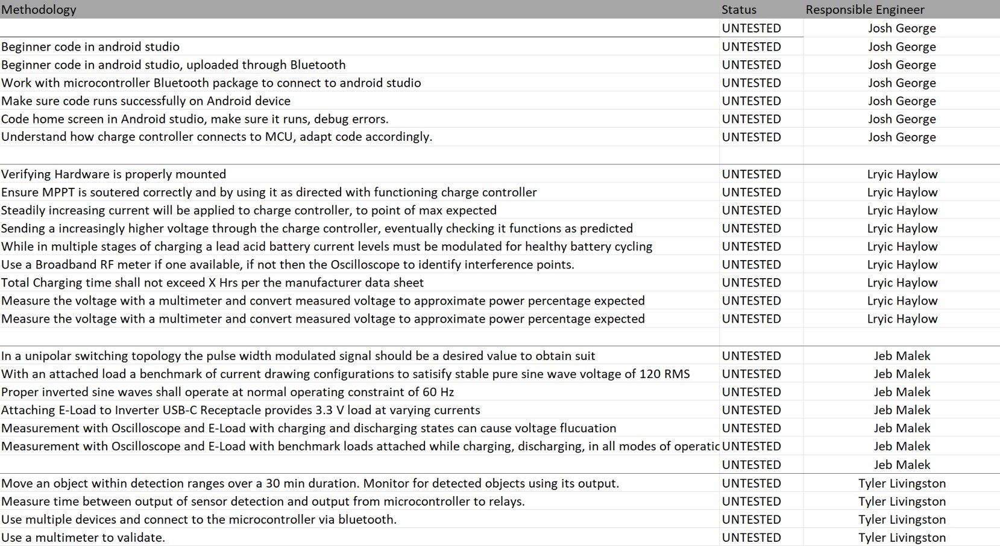 Methodology Status Responsible Engineer
UNTESTED Josh George
Beginner code in android studio UNTESTED Josh George
Beginner code in android studio, uploaded through Bluetooth UNTESTED Josh George
Work with microcontroller Bluetooth package to connect to android studio UNTESTED Josh George
Make sure code runs successfully on Android device UNTESTED Josh George
Code home screen in Android studio, make sure it runs, debug errors. UNTESTED Josh George
Understand how charge controller connects to MCU, adapt code accordingly. UNTESTED Josh George
Verifying Hardware is properly mounted UNTESTED Lryic Haylow
Ensure MPPT is soutered correctly and by using it as directed with functioning charge controller UNTESTED Lryic Haylow
Steadily increasing current will be applied to charge controller, to point of max expected UNTESTED Lryic Haylow
Sending a increasingly higher voltage through the charge controller, eventually checking it functions as predicted UNTESTED Lryic Haylow
While in multiple stages of charging a lead acid battery current levels must be modulated for healthy battery cycling UNTESTED Lryic Haylow
Use a Broadband RF meter if one available, if not then the Oscilloscope to identify interference points. UNTESTED Lryic Haylow
Total Charging time shall not exceed X Hrs per the manufacturer data sheet UNTESTED Lryic Haylow
Measure the voltage with a multimeter and convert measured voltage to approximate power percentage expected UNTESTED Lryic Haylow
Measure the voltage with a multimeter and convert measured voltage to approximate power percentage expected UNTESTED Lryic Haylow
In a unipolar switching topology the pulse width modulated signal should be a desired value to obtain suit UNTESTED Jeb Malek
With an attached load a benchmark of current drawing configurations to satisify stable pure sine wave voltage of 120 RMS UNTESTED Jeb Malek
Proper inverted sine waves shall operate at normal operating constraint of 60 Hz UNTESTED Jeb Malek
Attaching E-Load to Inverter USB-C Receptacle provides 3.3 V load at varying currents UNTESTED Jeb Malek
Measurement with Oscilloscope and E-Load with charging and discharging states can cause voltage flucuation UNTESTED Jeb Malek
Measurement with Oscilloscope and E-Load with benchmark loads attached while charging, discharging, in all modes of operatic UNTESTED Jeb Malek
UNTESTED Jeb Malek
Move an object within detection ranges over a 30 min duration. Monitor for detected objects using its output. UNTESTED Tyler Livingston
Measure time between output of sensor detection and output from microcontroller to relays. UNTESTED Tyler Livingston
Use multiple devices and connect to the microcontroller via bluetooth. UNTESTED Tyler Livingston
Use a multimeter to validate. UNTESTED Tyler Livingston